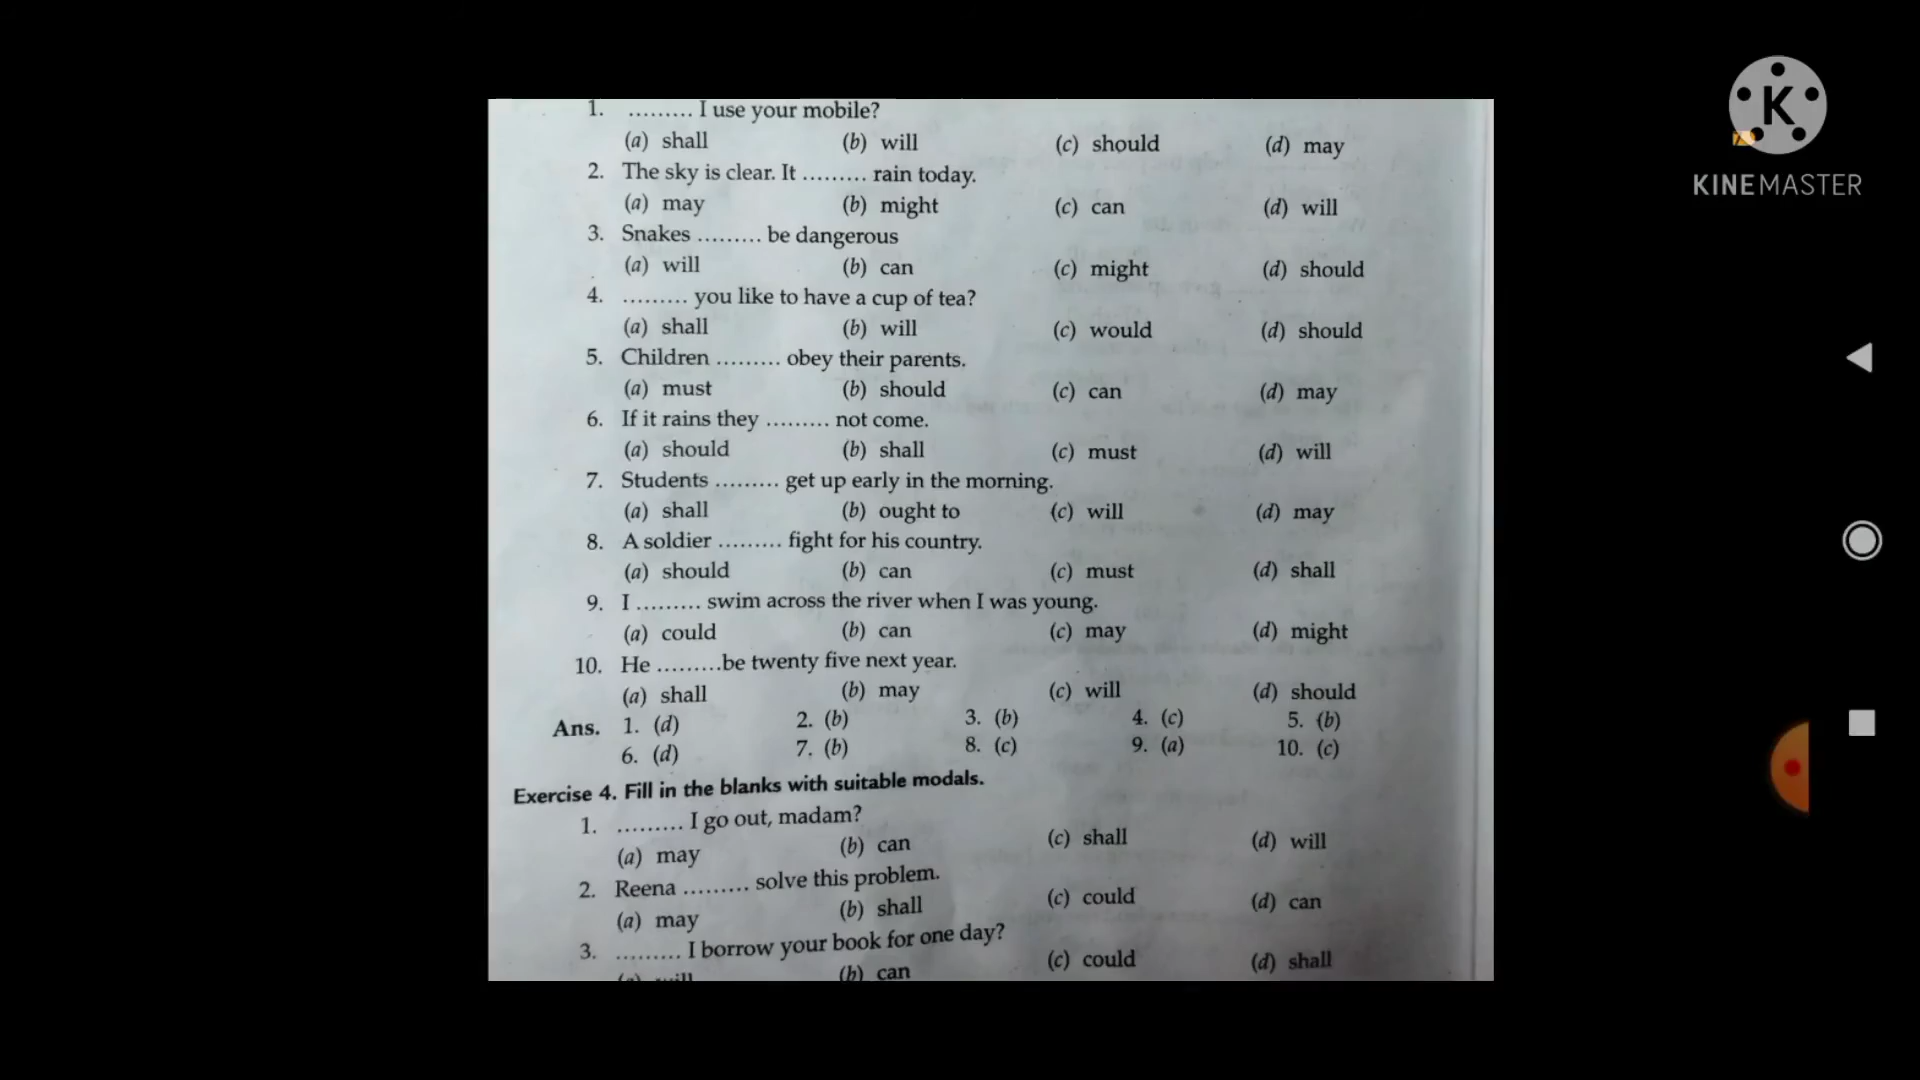 1. ......... I use your mobile?
(a) shall (b) will (c) should (d) may
2. The sky is clear. It ......... rain today.
(a) may (b) might (c) can (d) will
3. Snakes ......... be dangerous
(a) will (b) can (c) might (d) should
4. ......... you like to have a cup of tea?
(a) shall (b) will (c) would (d) should
5. Children ......... obey their parents.
(a) must (b) should (c) can (d) may
6. If it rains they ......... not come.
(a) should (b) shall (c) must (d) will
7. Students ......... get up early in the morning.
(a) shall (b) ought to (c) will (d) may
8. A soldier ......... fight for his country.
(a) should (b) can (c) must (d) shall
9. I ......... swim across the river when I was young.
(a) could (b) can (c) may (d) might
10. He .........be twenty five next year.
(a) shall (b) may (c) will (d) should
Ans. 1. (d) 2. (b) 3. (b) 4. (c) 5. (b)
6. (d) 7. (b) 8. (c) 9. (a) 10. (c)
Exercise 4. Fill in the blanks with suitable modals.
1. ......... I go out, madam?
(a) may (b) can (c) shall (d) will
2. Reena ......... solve this problem.
(a) may (b) shall (c) could (d) can
3. ......... I borrow your book for one day?
(b) can (c) could (d) shall
K
KINEMASTER